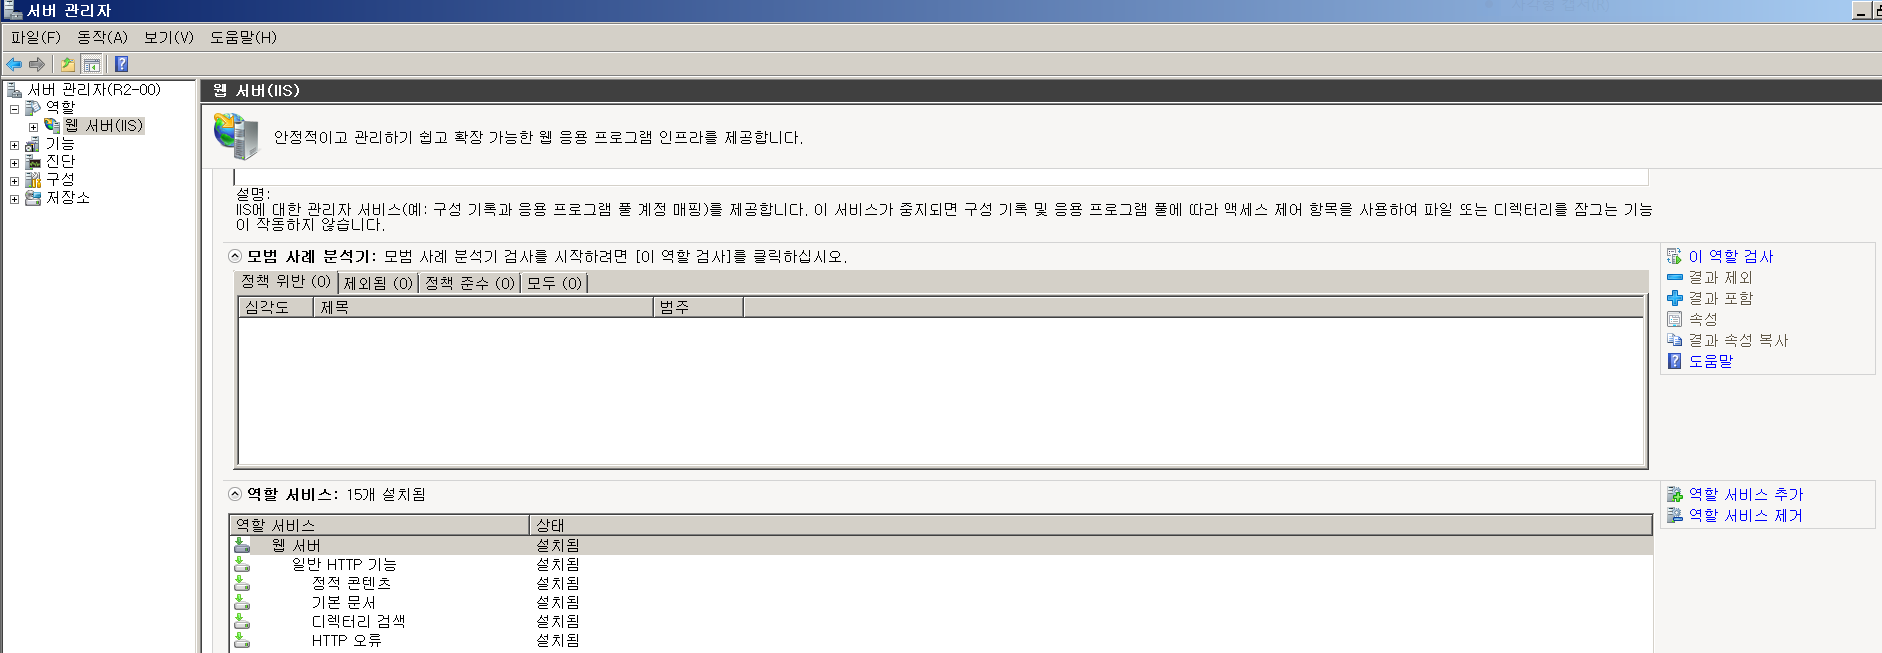 서버 관리자
파일(F) 동작(A) 보기(V) 도움말(H)
서버 관리자(R2-00)
역할
웹 서버(IIS)
기능
진단
구성
저장소
웹 서버(IIS)
안정적이고 관리하기 쉽고 확장 가능한 웹 응용 프로그램 인프라를 제공합니다.
설명:
IIS에 대한 관리자 서비스(예: 구성 기록과 응용 프로그램 풀 계정 매핑)를 제공합니다. 이 서비스가 중지되면 구성 기록 및 응용 프로그램 풀에 따라 액세스 제어 항목을 사용하여 파일 또는 디렉터리를 잠그는 기능
이 작동하지 않습니다.
모범 사례 분석기: 모범 사례 분석기 검사를 시작하려면 [이 역할 검사]를 클릭하십시오.
정책 위반 (0) 제외됨 (0) 정책 준수 (0) 모두 (0)
심각도 제목 범주
이 역할 검사
결과 제외
결과 포함
속성
결과 속성 복사
도움말
역할 서비스: 15개 설치됨
역할 서비스 상태
웹 서버 설치됨
일반 HTTP 기능 설치됨
정적 콘텐츠 설치됨
기본 문서 설치됨
디렉터리 검색 설치됨
HTTP 오류 설치됨
역할 서비스 추가
역할 서비스 제거